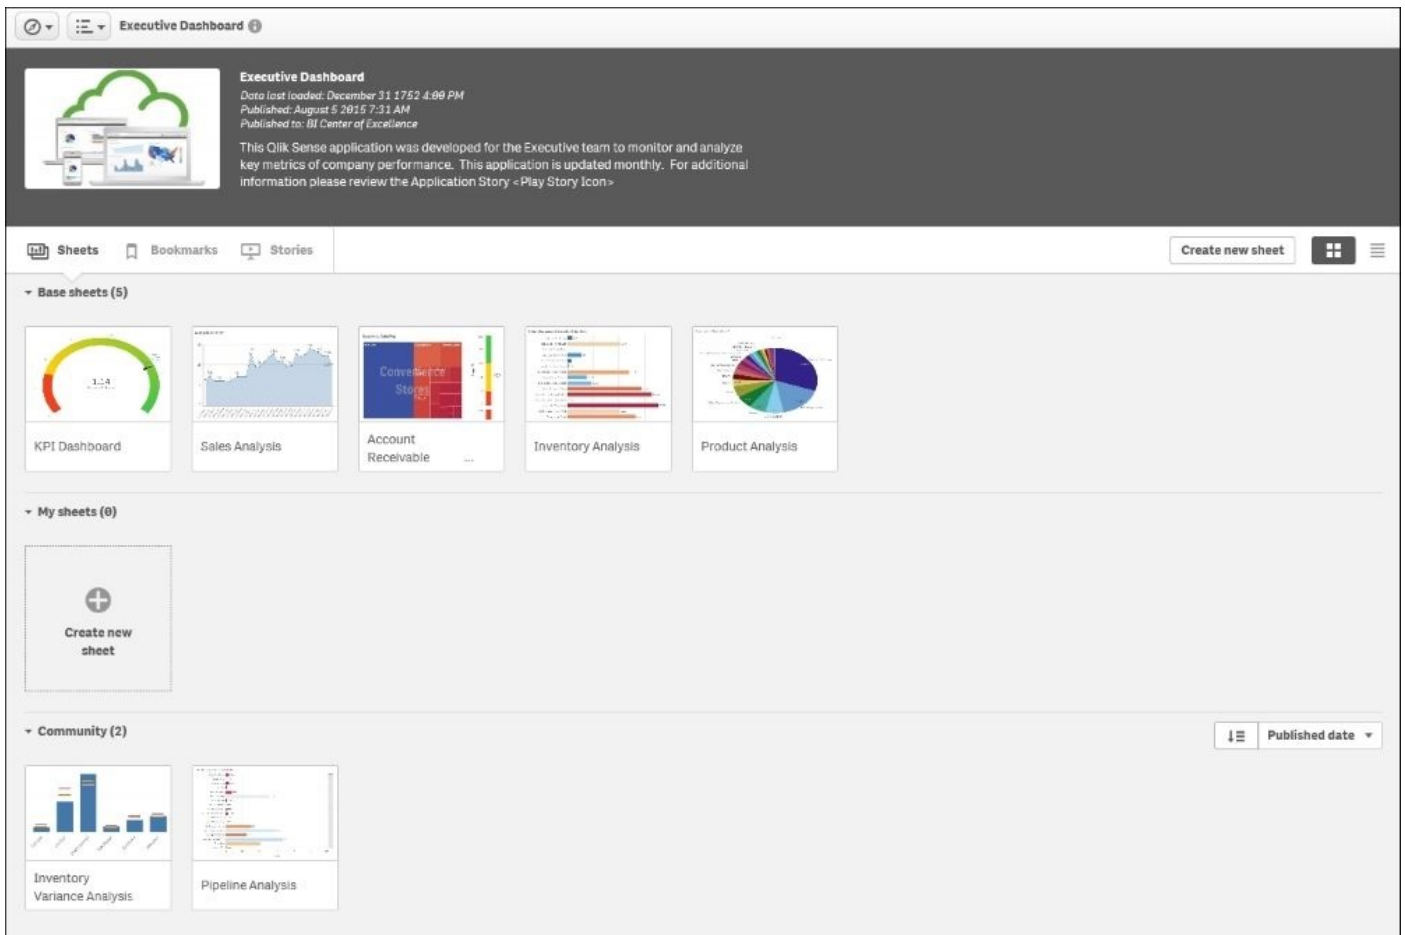 Executive Dashboard
Executive Dashboard
Data last loaded: December 31 1752 4:00 PM
Published: August 5 2015 7:31 AM
Published to: BI Center of Excellence
This Qlik Sense application was developed for the Executive team to monitor and analyze
key metrics of company performance. This application is updated monthly. For additional
information please review the Application Story <Play Story Icon>
Sheets
Bookmarks
Stories
Create new sheet
Base sheets (5)
1.14
Convenience
Stores
KPI Dashboard
Sales Analysis
Account
Receivable ...
Inventory Analysis
Product Analysis
My sheets (0)
Create new
sheet
Community (2)
Published date
Inventory
Variance Analysis
Pipeline Analysis